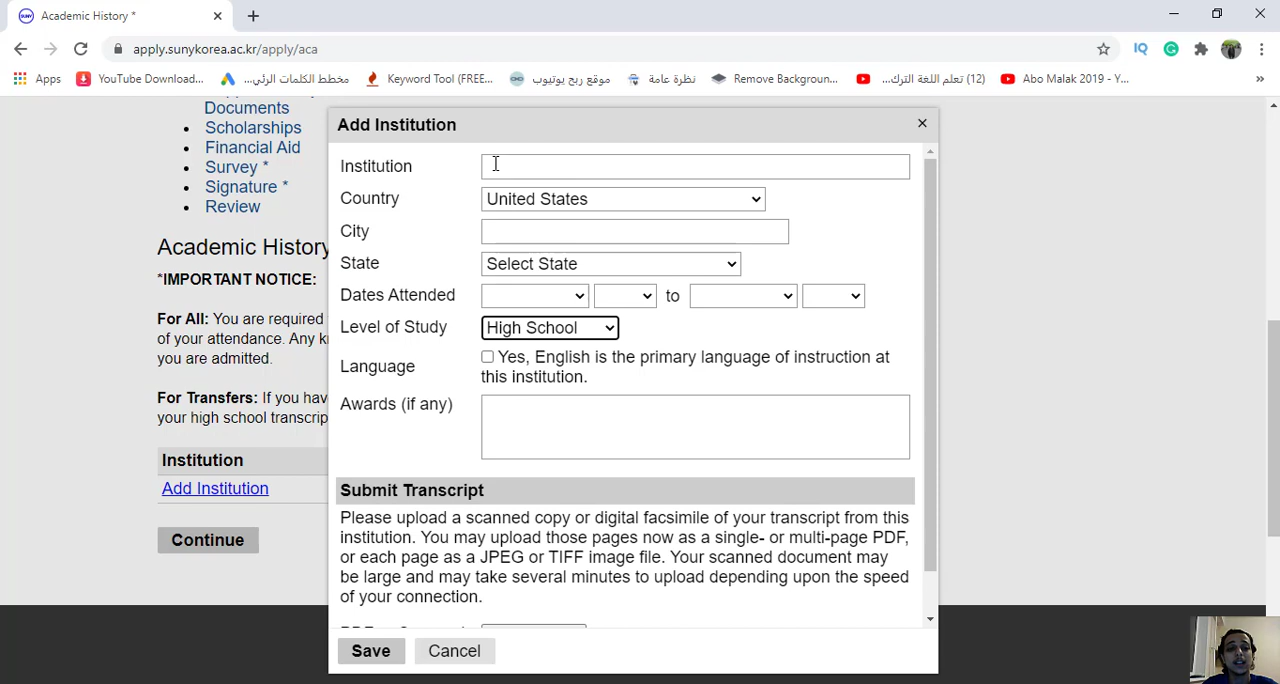 Academic History *
apply.sunykorea.ac.kr/apply/aca
Apps
YouTube Download...
مخطط الكلمات الرئي...
Keyword Tool (FREE...
موقع ربح يوتيوب
نظرة عامة
Remove Backgroun...
(12) تعلم اللغة الترك...
Abo Malak 2019 - Y...
»
Documents
Scholarships
Financial Aid
Survey *
Signature *
Review
Academic History
*IMPORTANT NOTICE:
For All: You are required
of your attendance. Any kn
you are admitted.
For Transfers: If you hav
your high school transcrip
Institution
Add Institution
Continue
Add Institution
Institution
Country United States
City
State Select State
Dates Attended to
Level of Study High School
Language Yes, English is the primary language of instruction at
this institution.
Awards (if any)
Submit Transcript
Please upload a scanned copy or digital facsimile of your transcript from this
institution. You may upload those pages now as a single- or multi-page PDF,
or each page as a JPEG or TIFF image file. Your scanned document may
be large and may take several minutes to upload depending upon the speed
of your connection.
Save Cancel